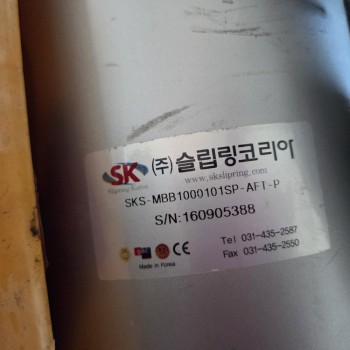 SK
Slipring Korea
(주)슬립링코리아
www.skslipring.com
SKS-MBB1000101SP-AFT-P
S/N:160905388
CE
Made in Korea
Tel 031-435-2587
Fax 031-435-2550